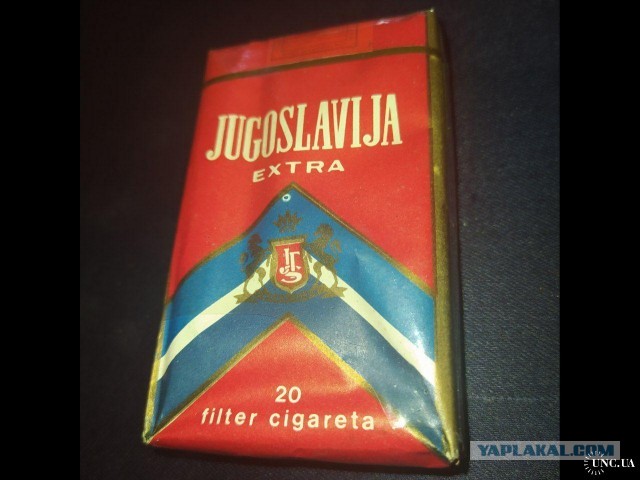 JUGOSLAVIJA
EXTRA
20
filter cigareta
YAPLAKAL.COM
UNC.UA